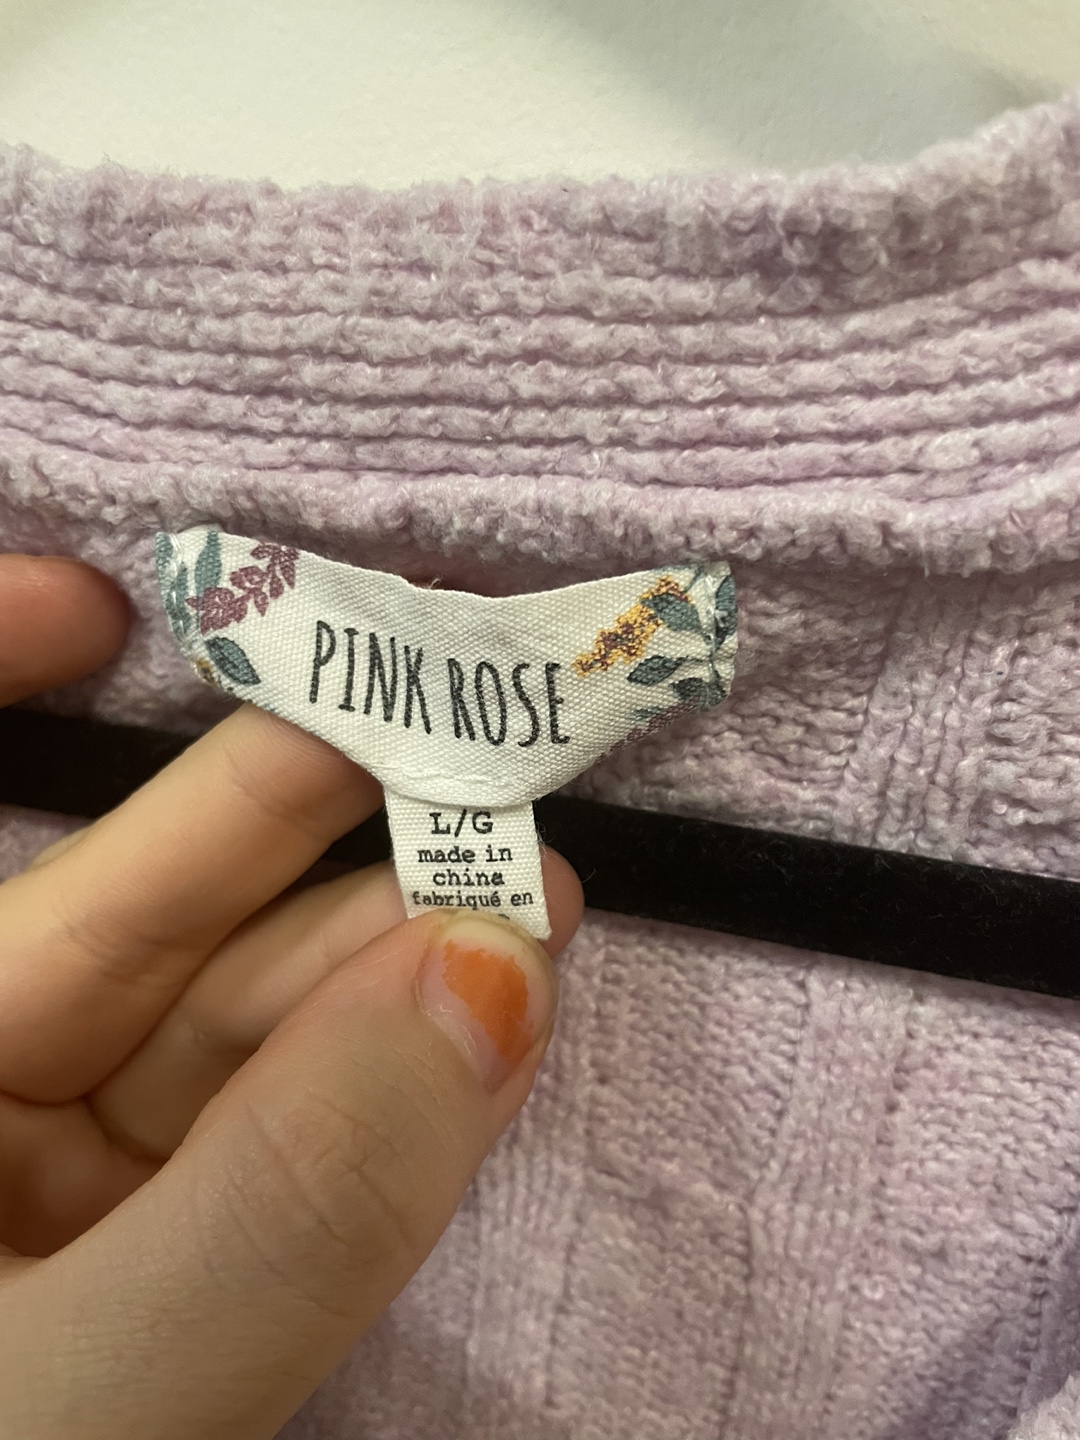 PINK ROSE
L/G
made in
china
fabriqué en